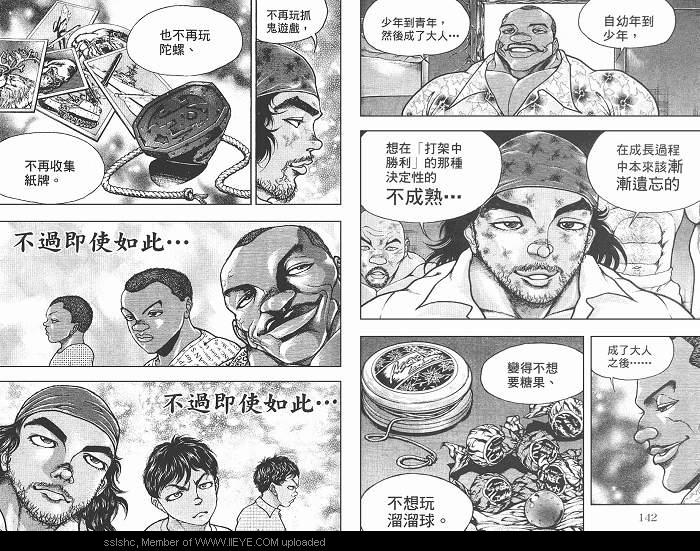 自幼年到
少年，
少年到青年，
然後成了大人…
在成長過程
中本來該漸
漸遺忘的
想在「打架中
勝利」的那種
決定性的
不成熟…
成了大人
之後……
變得不想
要糖果、
不想玩
溜溜球。
142
不再玩抓
鬼遊戲，
也不再玩
陀螺、
不再收集
紙牌。
不過即使如此…
不過即使如此…
sslshc, Member of WWW.IIEYE.COM uploaded